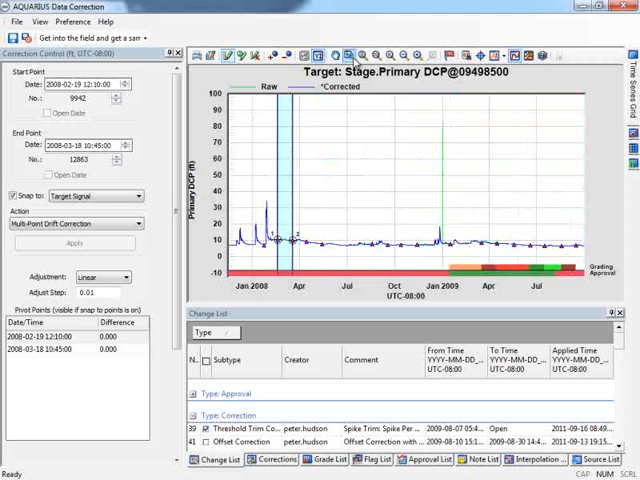 AQUARIUS Data Correction
File View Preference Help
Get into the field and get a sam
Correction Control (ft, UTC-08:00)
Start Point
Date: 2008-02-19 12:10:00
No.: 9942
Open Date
End Point
Date: 2008-03-18 10:45:00
No.: 12863
Open Date
Snap to: Target Signal
Action
Multi-Point Drift Correction
Apply
Adjustment: Linear
Adjust Step: 0.01
Pivot Points (visible if snap to points is on)
Date/Time Difference
2008-02-19 12:10:00 0.000
2008-03-18 10:45:00 0.000
Target: Stage.Primary DCP@09498500
Raw *Corrected
Primary DCP (ft)
100
90
80
70
60
50
40
30
20
10
0
-10
1 2
Grading
Approval
Jan 2008 Apr Jul Oct Jan 2009 Apr Jul
UTC-08:00
Time Series Grid
Change List
Type
N.. Subtype Creator Comment From Time YYYY-MM-DD_... UTC-08:00 To Time YYYY-MM-DD_... UTC-08:00 Applied Time YYYY-MM-DD_... UTC-08:00
Type: Approval
Type: Correction
39 Threshold Trim Co... peter.hudson Spike Trim: Spike Per... 2009-08-07 05:4... Open 2011-09-16 08:49...
41 Offset Correction peter.hudson Offset Correction with ... 2009-08-10 15:1... 2009-08-30 14:4... 2011-09-13 19:15...
Change List Corrections Grade List Flag List Approval List Note List Interpolation ... Source List
Ready
CAP NUM SCRL